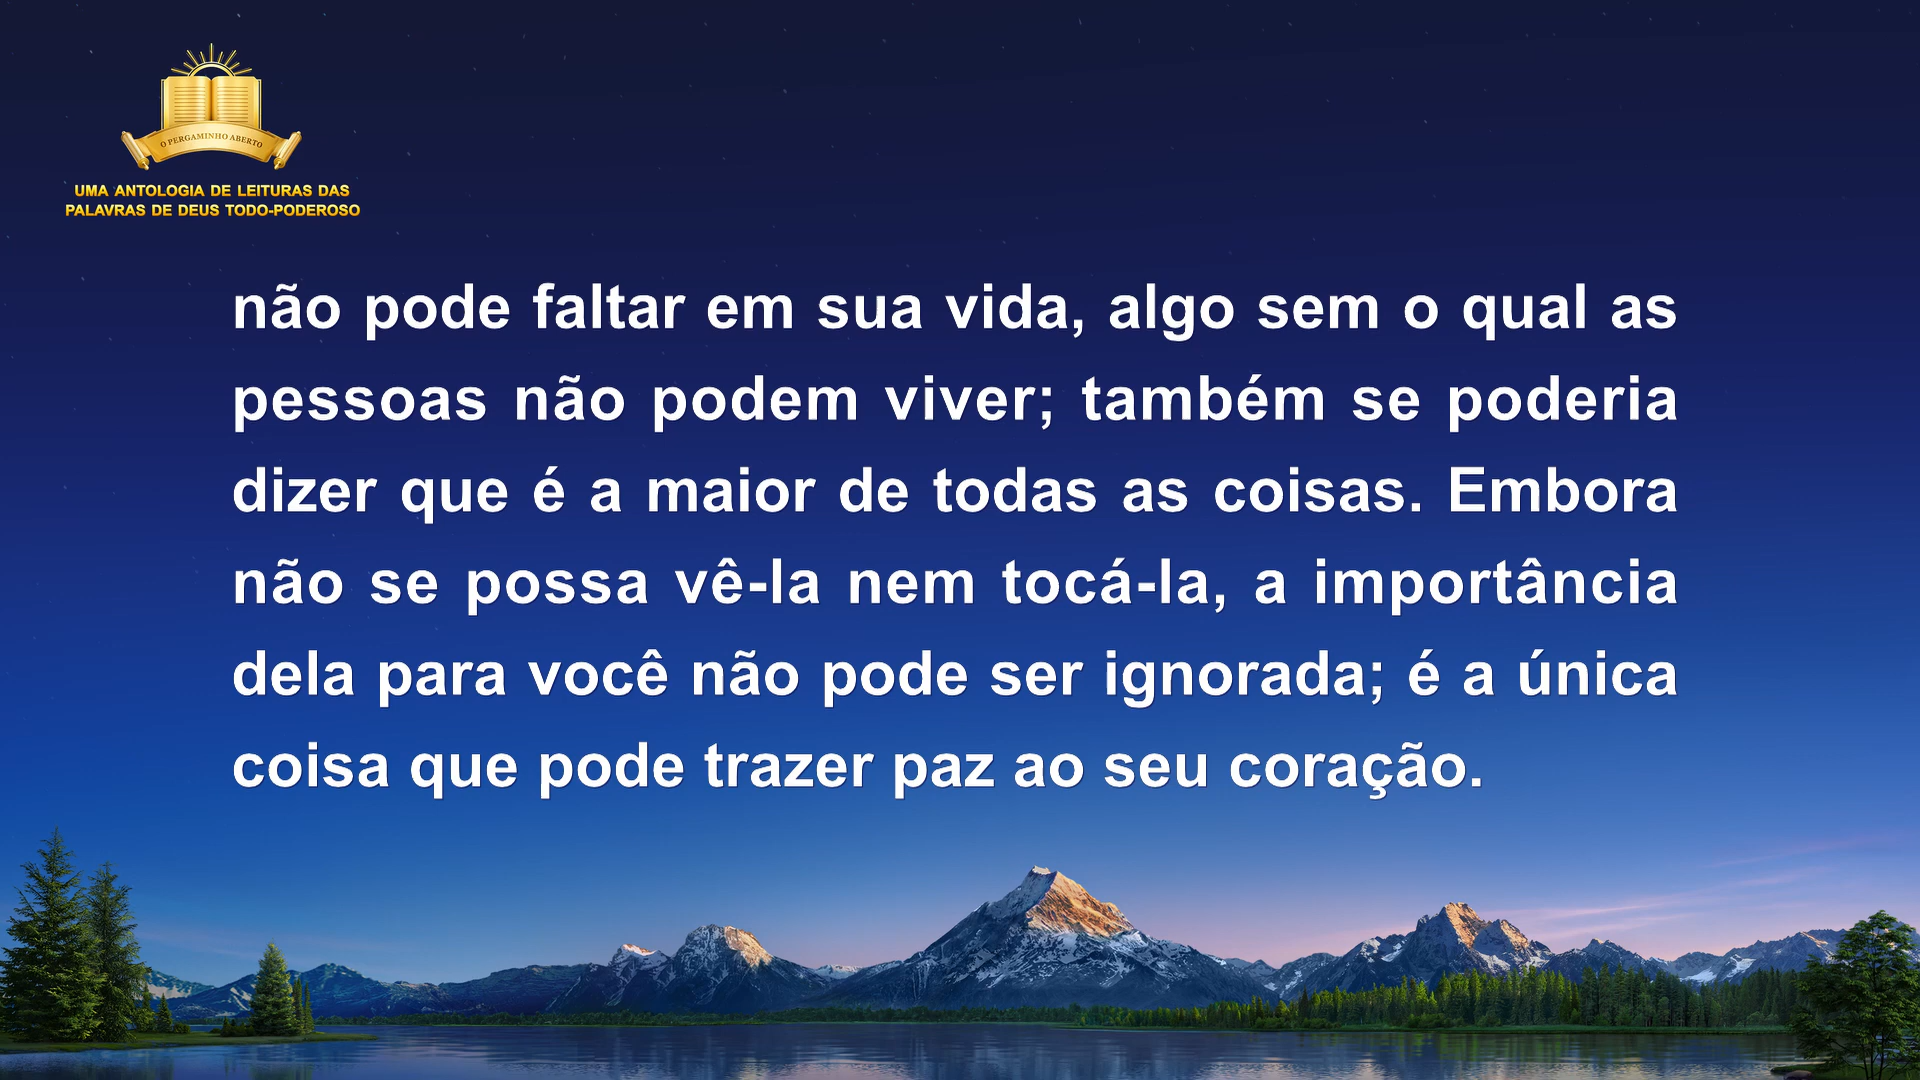 O PERGAMINHO ABERTO
UMA ANTOLOGIA DE LEITURAS DAS
PALAVRAS DE DEUS TODO-PODEROSO
não pode faltar em sua vida, algo sem o qual as
pessoas não podem viver; também se poderia
dizer que é a maior de todas as coisas. Embora
não se possa vê-la nem tocá-la, a importância
dela para você não pode ser ignorada; é a única
coisa que pode trazer paz ao seu coração.